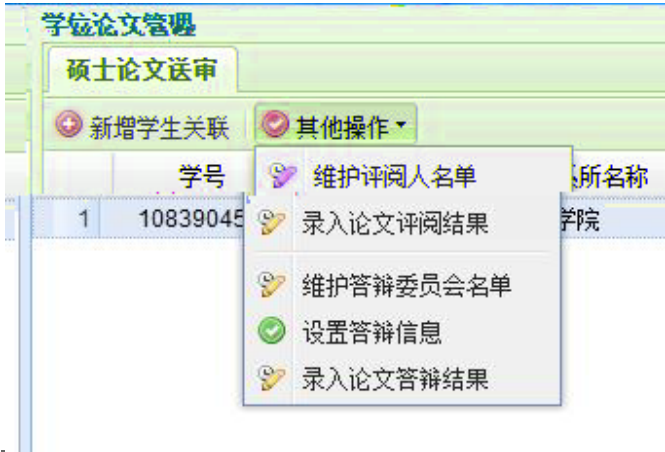 学位论文管理
硕士论文送审
新增学生关联 其他操作
学号 系所名称
维护评阅人名单
1 10839045 学院
录入论文评阅结果
维护答辩委员会名单
设置答辩信息
录入论文答辩结果